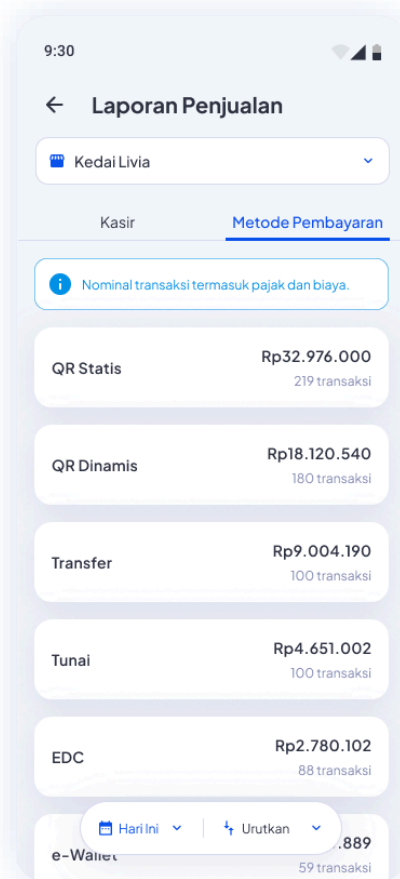 9:30
Laporan Penjualan
Kedai Livia
Kasir
Metode Pembayaran
Nominal transaksi termasuk pajak dan biaya.
QR Statis
Rp32.976.000
219 transaksi
QR Dinamis
Rp18.120.540
180 transaksi
Transfer
Rp9.004.190
100 transaksi
Tunai
Rp4.651.002
100 transaksi
EDC
Rp2.780.102
88 transaksi
e-Wallet
.889
59 transaksi
Hari Ini
Urutkan